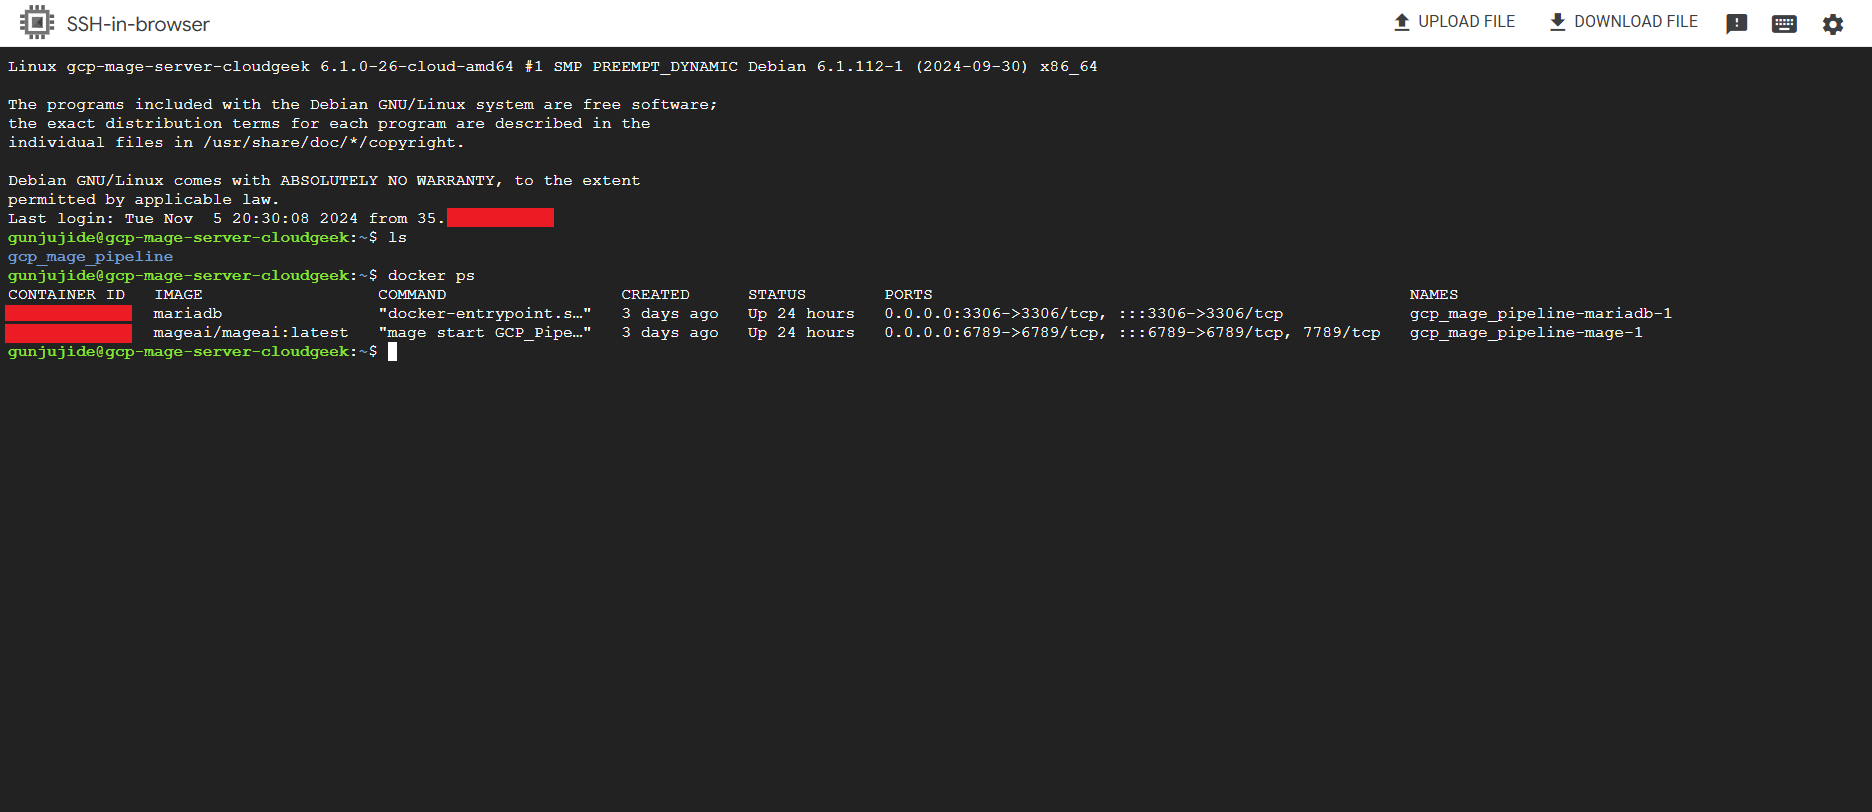 SSH-in-browser
UPLOAD FILE
DOWNLOAD FILE
Linux gcp-mage-server-cloudgeek 6.1.0-26-cloud-amd64 #1 SMP PREEMPT_DYNAMIC Debian 6.1.112-1 (2024-09-30) x86_64
The programs included with the Debian GNU/Linux system are free software;
the exact distribution terms for each program are described in the
individual files in /usr/share/doc/*/copyright.
Debian GNU/Linux comes with ABSOLUTELY NO WARRANTY, to the extent
permitted by applicable law.
Last login: Tue Nov  5 20:30:08 2024 from 35.
gunjujide@gcp-mage-server-cloudgeek:~$ ls
gcp_mage_pipeline
gunjujide@gcp-mage-server-cloudgeek:~$ docker ps
CONTAINER ID   IMAGE                  COMMAND                  CREATED      STATUS        PORTS                                                 NAMES
mariadb                "docker-entrypoint.s…"   3 days ago   Up 24 hours   0.0.0.0:3306->3306/tcp, :::3306->3306/tcp             gcp_mage_pipeline-mariadb-1
mageai/mageai:latest   "mage start GCP_Pipe…"   3 days ago   Up 24 hours   0.0.0.0:6789->6789/tcp, :::6789->6789/tcp, 7789/tcp   gcp_mage_pipeline-mage-1
gunjujide@gcp-mage-server-cloudgeek:~$